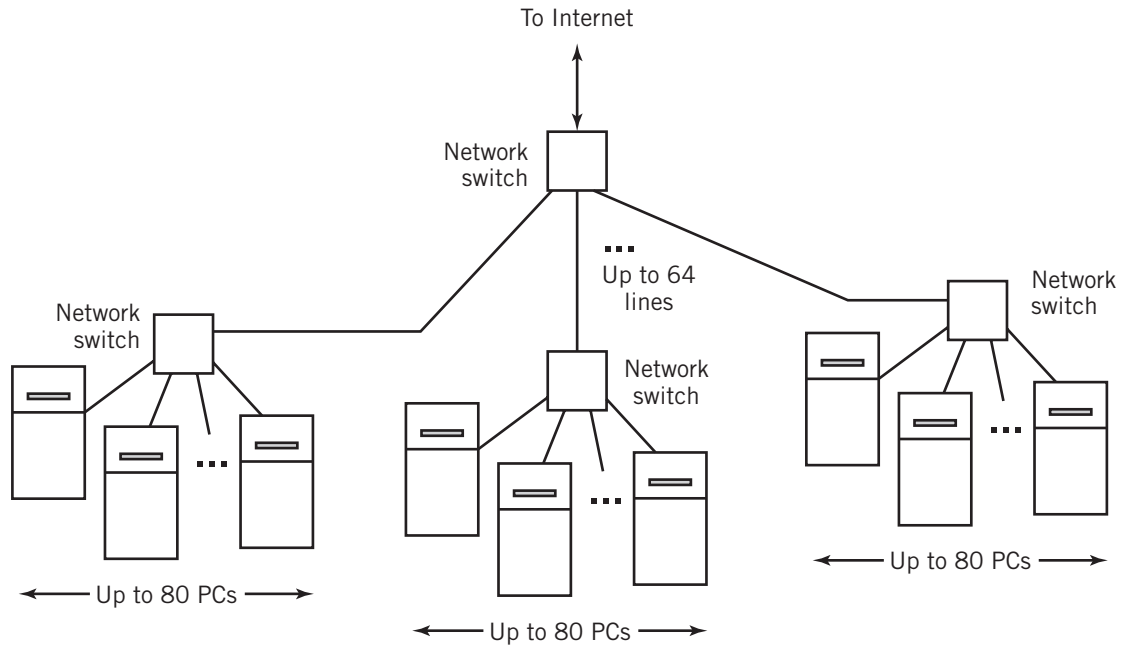 To Internet
Network
switch
Up to 64
lines
Network
switch
Network
switch
Network
switch
Up to 80 PCs
Up to 80 PCs
Up to 80 PCs